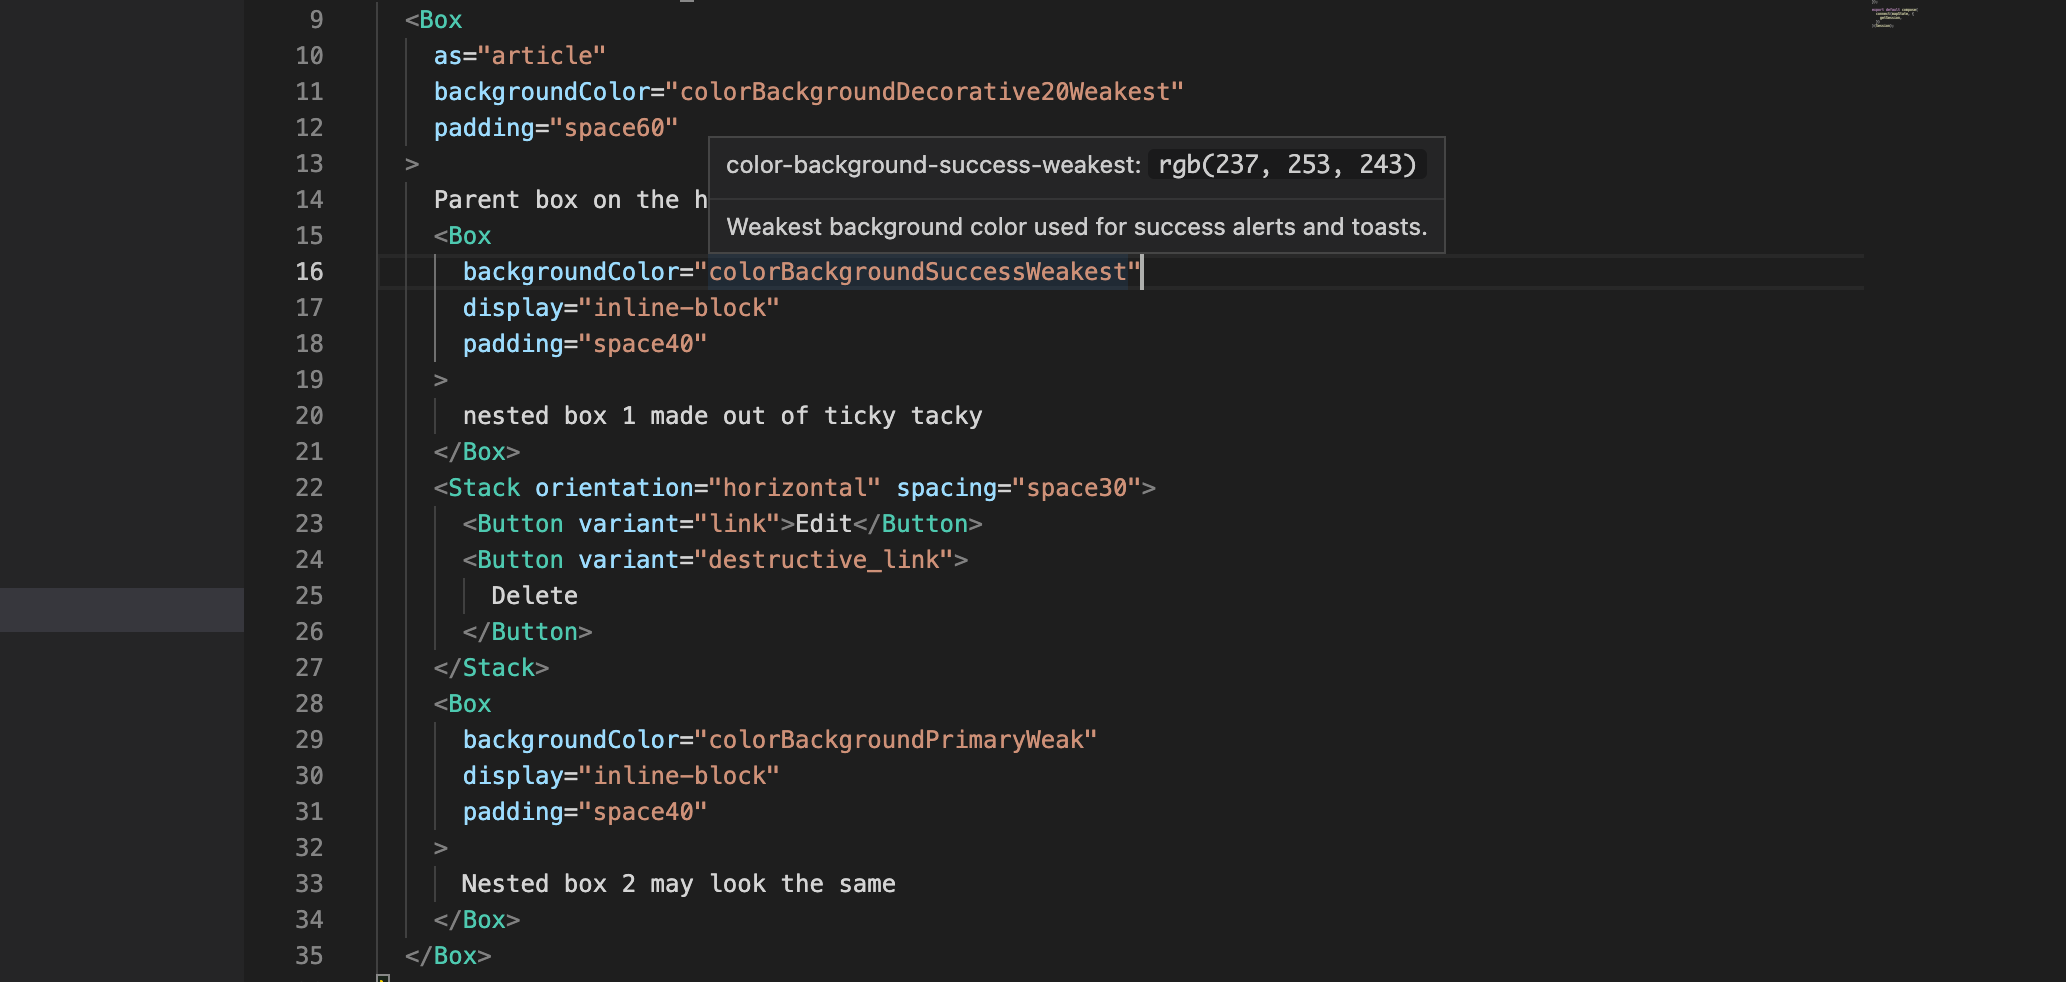 9 <Box
10 as="article"
11 backgroundColor="colorBackgroundDecorative20Weakest"
12 padding="space60"
13 >
color-background-success-weakest: rgb(237, 253, 243)
14 Parent box on the h
Weakest background color used for success alerts and toasts.
15 <Box
16 backgroundColor="colorBackgroundSuccessWeakest"
17 display="inline-block"
18 padding="space40"
19 >
20 nested box 1 made out of ticky tacky
21 </Box>
22 <Stack orientation="horizontal" spacing="space30">
23 <Button variant="link">Edit</Button>
24 <Button variant="destructive_link">
25 Delete
26 </Button>
27 </Stack>
28 <Box
29 backgroundColor="colorBackgroundPrimaryWeak"
30 display="inline-block"
31 padding="space40"
32 >
33 Nested box 2 may look the same
34 </Box>
35 </Box>